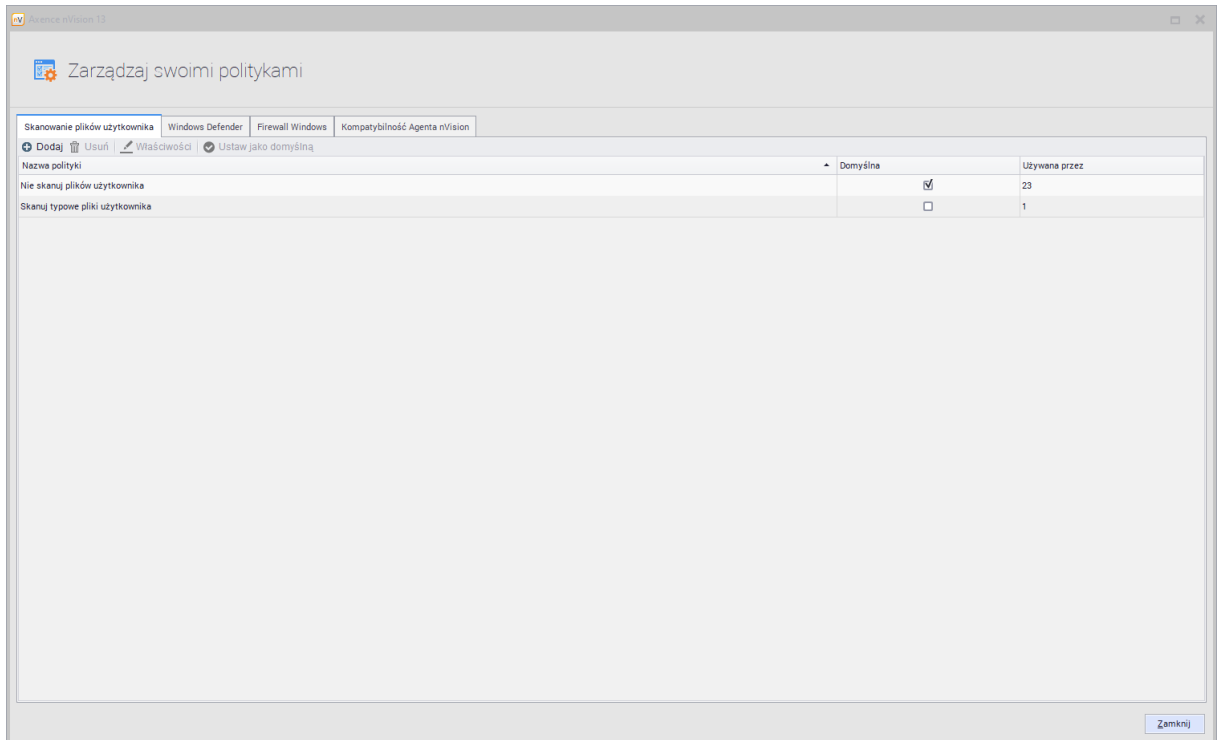 nV Axence nVision 13
Zarządzaj swoimi politykami
Skanowanie plików użytkownika Windows Defender Firewall Windows Kompatybilność Agenta nVision
Dodaj Usuń Właściwości Ustaw jako domyślną
Nazwa polityki Domyślna Używana przez
Nie skanuj plików użytkownika 23
Skanuj typowe pliki użytkownika 1
Zamknij